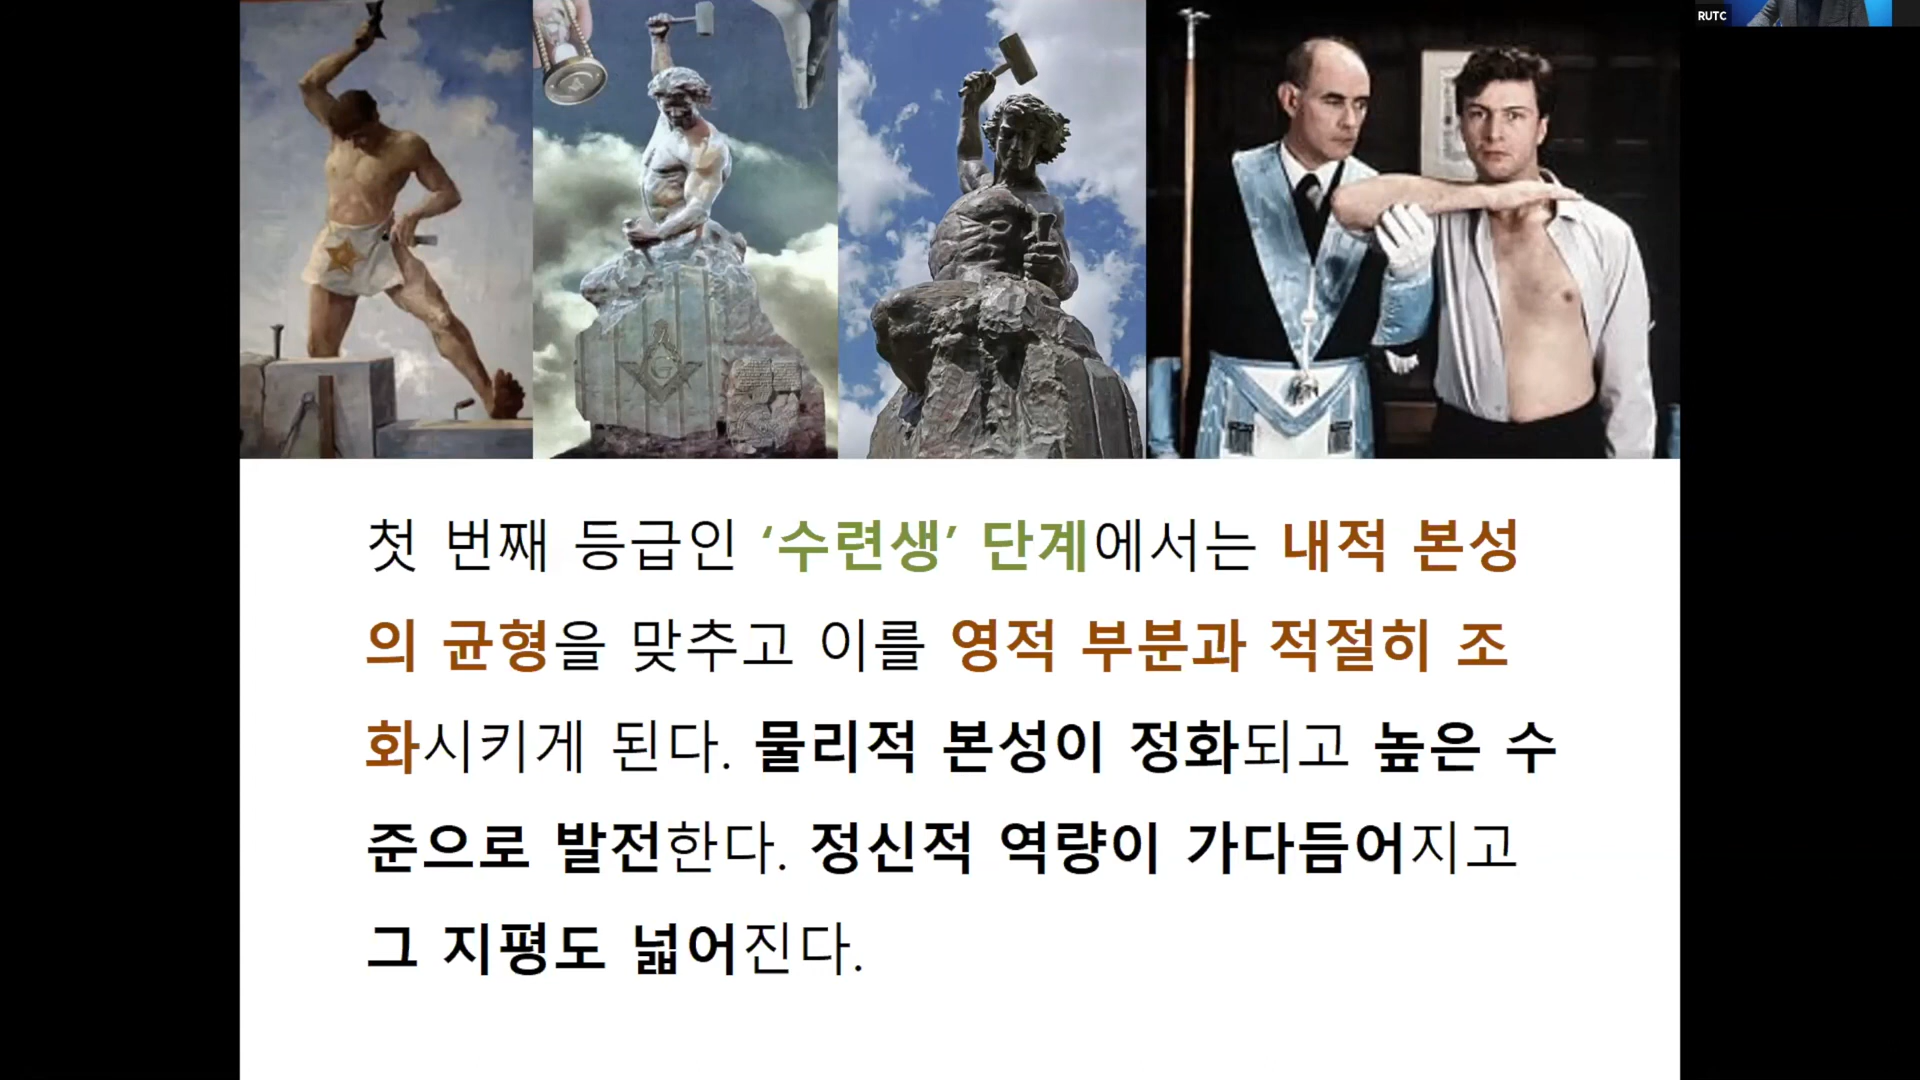 RUTC
G
첫 번째 등급인 ‘수련생’ 단계에서는 내적 본성
의 균형을 맞추고 이를 영적 부분과 적절히 조
화시키게 된다. 물리적 본성이 정화되고 높은 수
준으로 발전한다. 정신적 역량이 가다듬어지고
그 지평도 넓어진다.